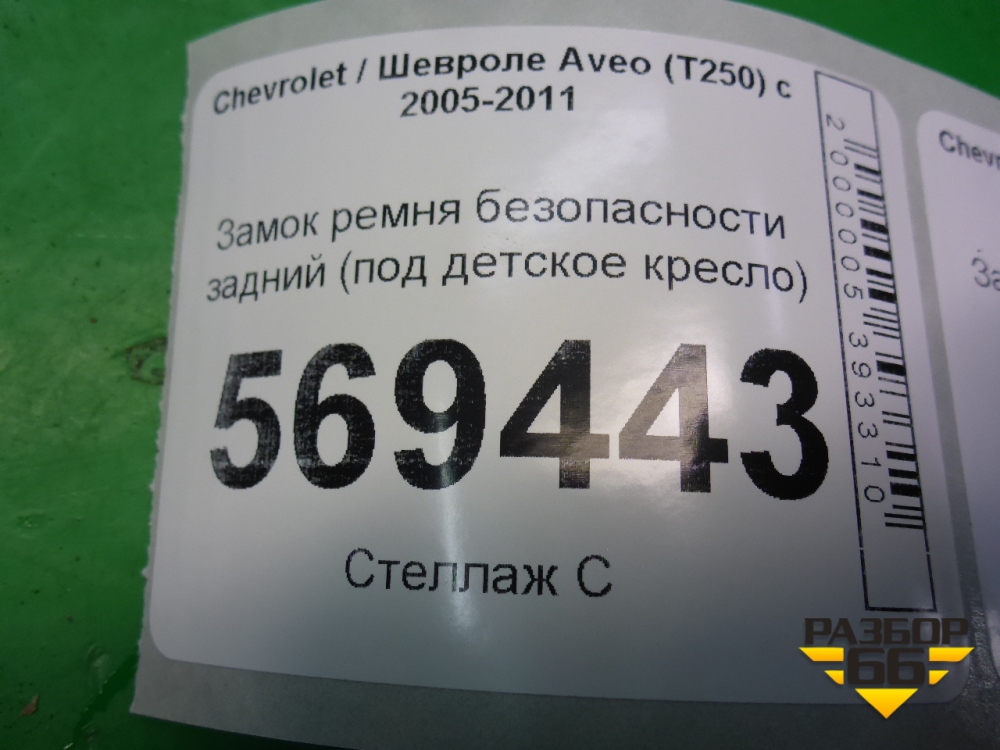 Chevrolet / Шевроле Aveo (T250) с
2005-2011
Замок ремня безопасности
задний (под детское кресло)
569443
Стеллаж С
2000005393310
Chevro
За
РАЗБОР
66